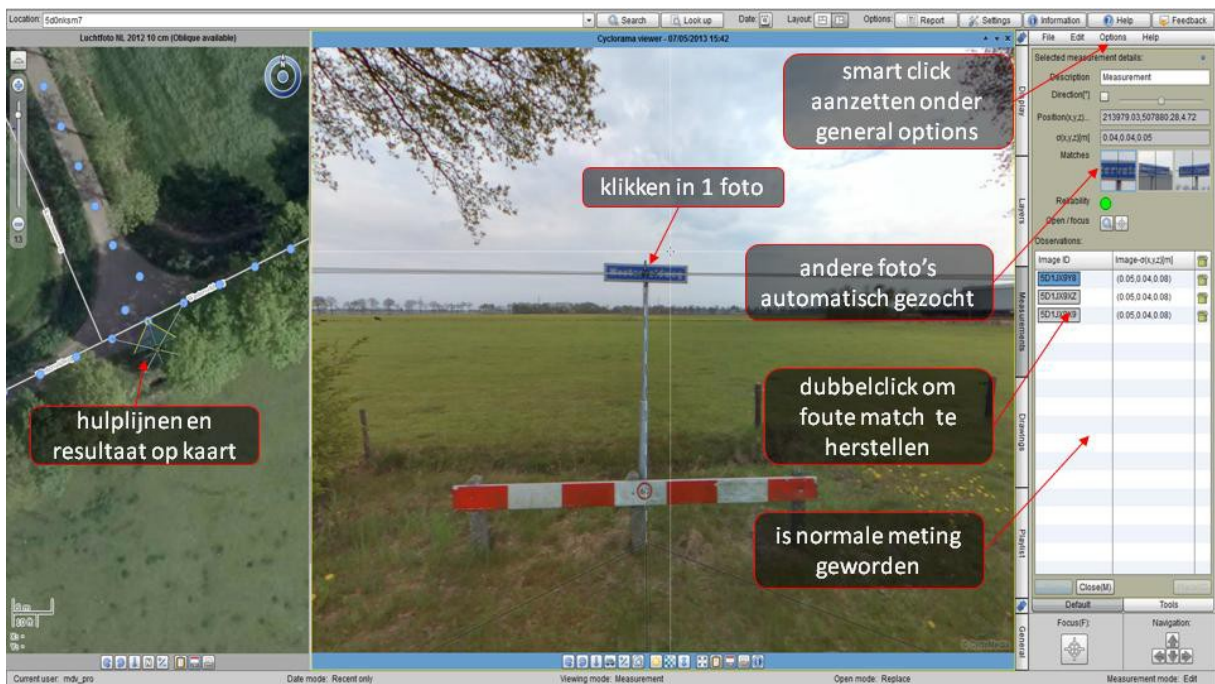 Location: 5d0nksm7 Search Look up Date: Layout: Options: Report Settings Information Help Feedback
Luchtfoto NL 2012 10 cm (Oblique available)
Cyclorama viewer - 07/05/2013 15:42
File Edit Options Help
Selected measurement details:
Description Measurement
Direction[°]
Position(x,y,z)... 213979.03,507880.28,4.72
σ(x,y,z)[m] 0.04,0.04,0.05
Matches
Reliability
Open / focus
Observations:
Image ID Image-σ(x,y,z)[m]
5D1JX9Y8 (0.05,0.04,0.08)
5D1JX9XZ (0.05,0.04,0.08)
(0.05,0.04,0.08)
Close(M)
Default Tools
Focus(F): Navigation:
Display
Layers
Measurements
Drawings
Playlist
General
smart click
aanzetten onder
general options
klikken in 1 foto
andere foto's
automatisch gezocht
dubbelclick om
foute match te
herstellen
is normale meting
geworden
hulplijnen en
resultaat op kaart
13
Current user: mdv_pro Date mode: Recent only Viewing mode: Measurement Open mode: Replace Measurement mode: Edit